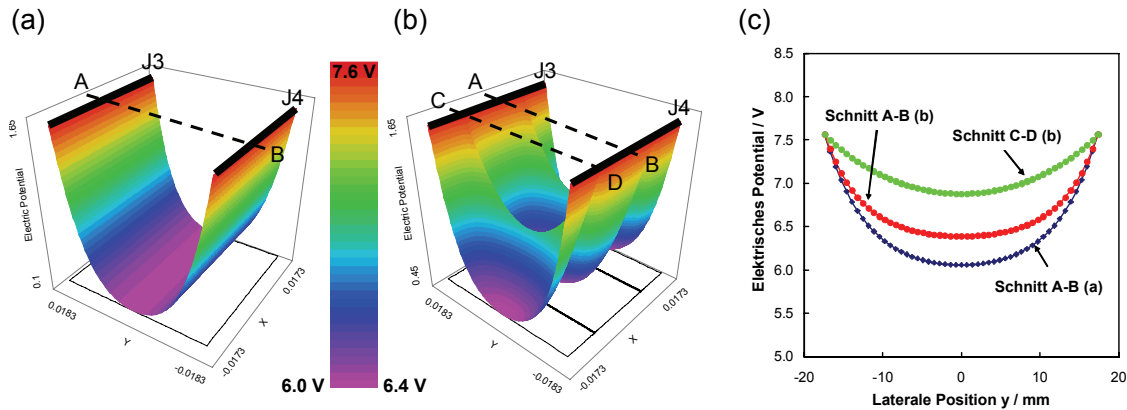 (a)
A
J3
J4
B
1.65
Electric Potential
0.1
0.0183
Y
-0.0183
-0.0173
X
0.0173
7.6 V
6.0 V
6.4 V
(b)
A
C
J3
J4
B
D
1.65
Electric Potential
0.45
0.0183
Y
-0.0183
-0.0173
X
0.0173
(c)
Elektrisches Potential / V
8.5
8.0
7.5
7.0
6.5
6.0
5.5
5.0
Schnitt A-B (b)
Schnitt C-D (b)
Schnitt A-B (a)
-20
-10
0
10
20
Laterale Position y / mm